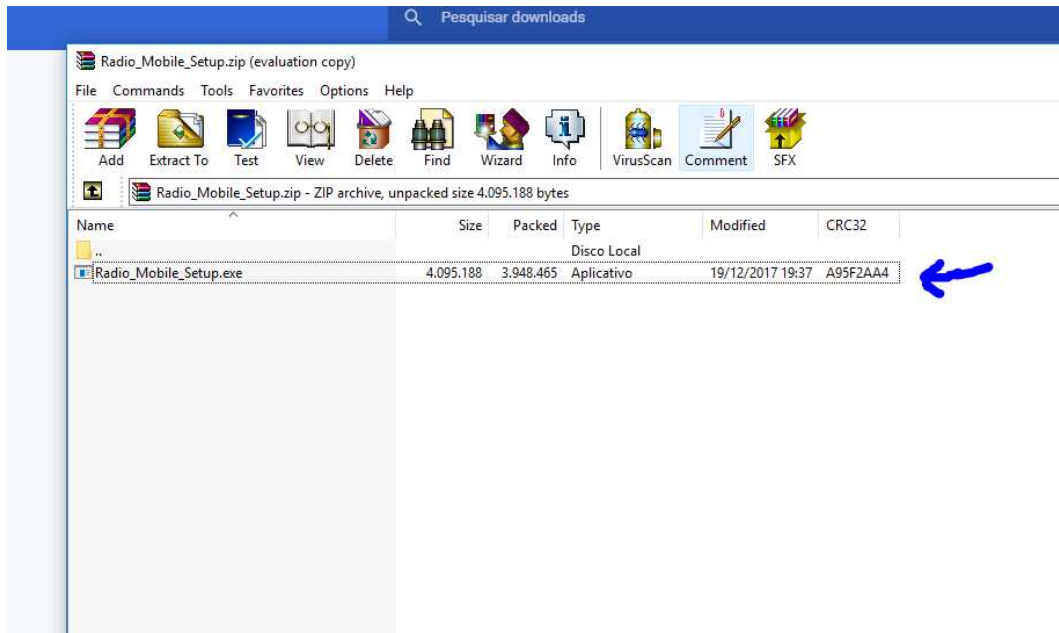 Pesquisar downloads
Radio_Mobile_Setup.zip (evaluation copy)
File Commands Tools Favorites Options Help
Add Extract To Test View Delete Find Wizard Info VirusScan Comment SFX
Radio_Mobile_Setup.zip - ZIP archive, unpacked size 4.095.188 bytes
Name Size Packed Type Modified CRC32
.. Disco Local
Radio_Mobile_Setup.exe 4.095.188 3.948.465 Aplicativo 19/12/2017 19:37 A95F2AA4